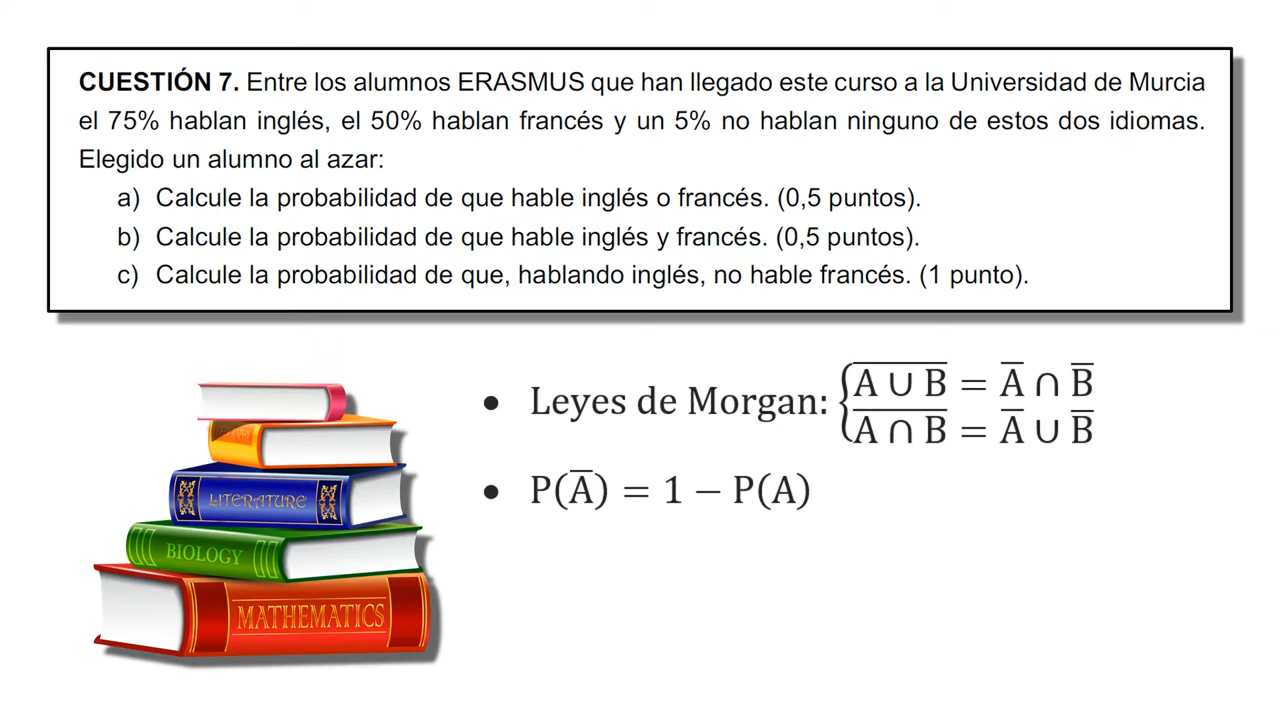 CUESTIÓN 7. Entre los alumnos ERASMUS que han llegado este curso a la Universidad de Murcia
el 75% hablan inglés, el 50% hablan francés y un 5% no hablan ninguno de estos dos idiomas.
Elegido un alumno al azar:
a) Calcule la probabilidad de que hable inglés o francés. (0,5 puntos).
b) Calcule la probabilidad de que hable inglés y francés. (0,5 puntos).
c) Calcule la probabilidad de que, hablando inglés, no hable francés. (1 punto).
• Leyes de Morgan: { A̅ ̅∪̅ ̅B̅ = A̅ ∩ B̅
A̅ ̅∩̅ ̅B̅ = A̅ ∪ B̅
• P(A̅) = 1 − P(A)
LITERATURE
BIOLOGY
MATHEMATICS